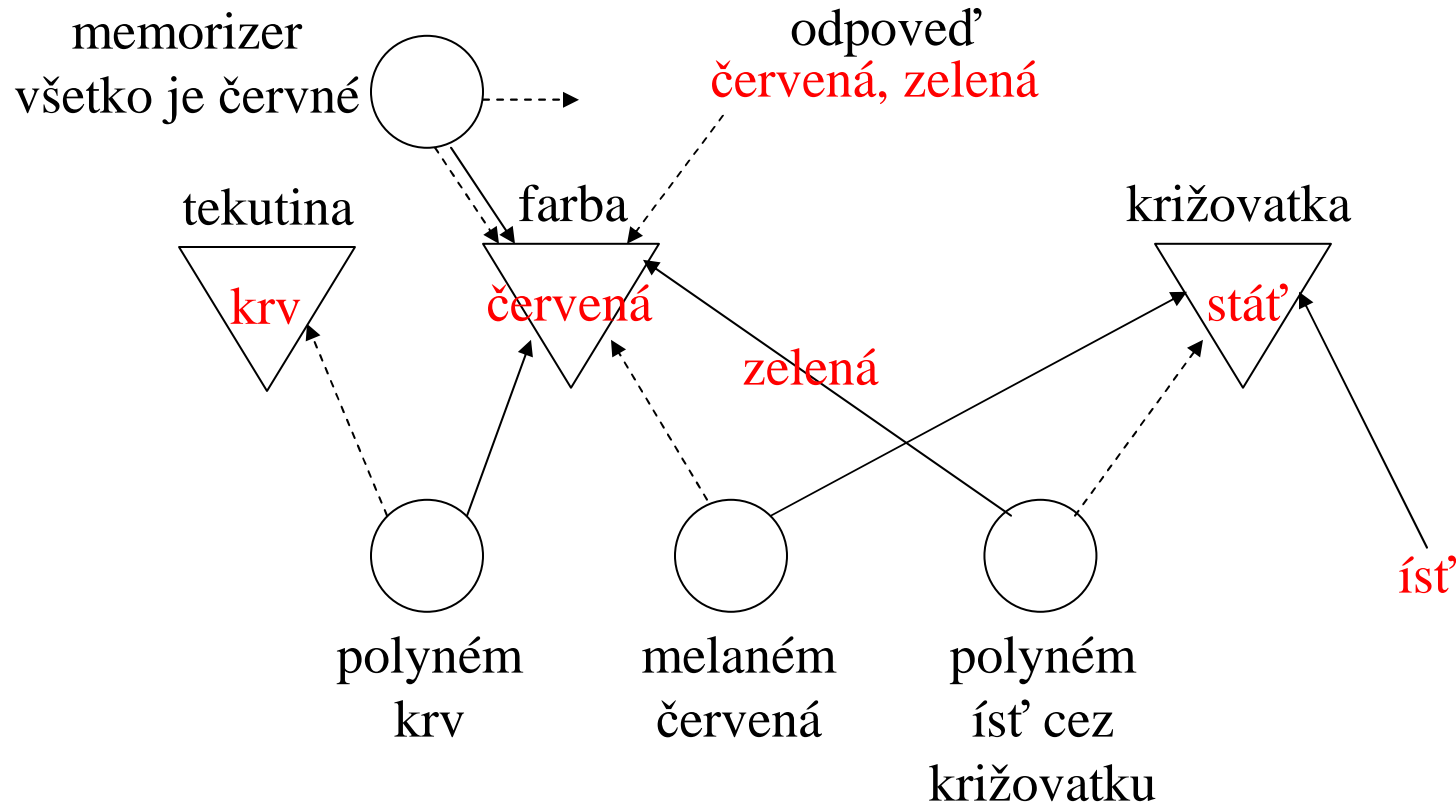 memorizer
všetko je červné
odpoveď
červená, zelená
tekutina
farba
križovatka
krv
červená
stáť
zelená
ísť
polyném
krv
melaném
červená
polyném
ísť cez
križovatku